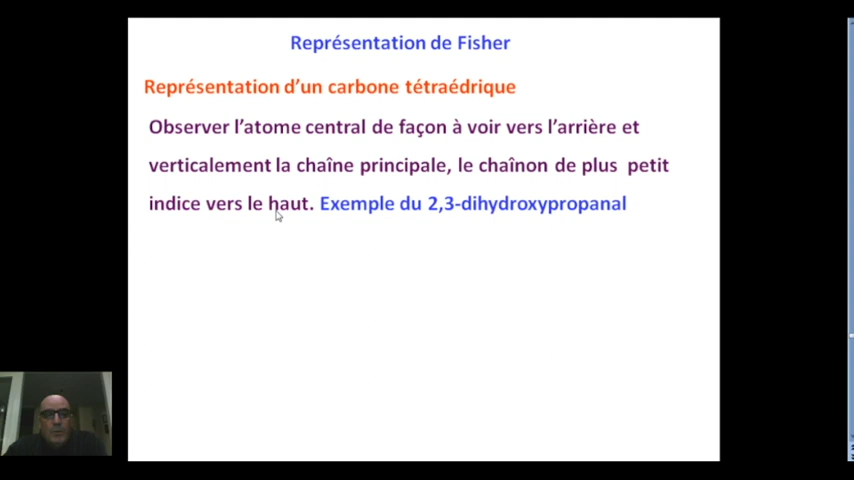 Représentation de Fisher
Représentation d'un carbone tétraédrique
Observer l'atome central de façon à voir vers l'arrière et
verticalement la chaîne principale, le chaînon de plus petit
indice vers le haut. Exemple du 2,3-dihydroxypropanal